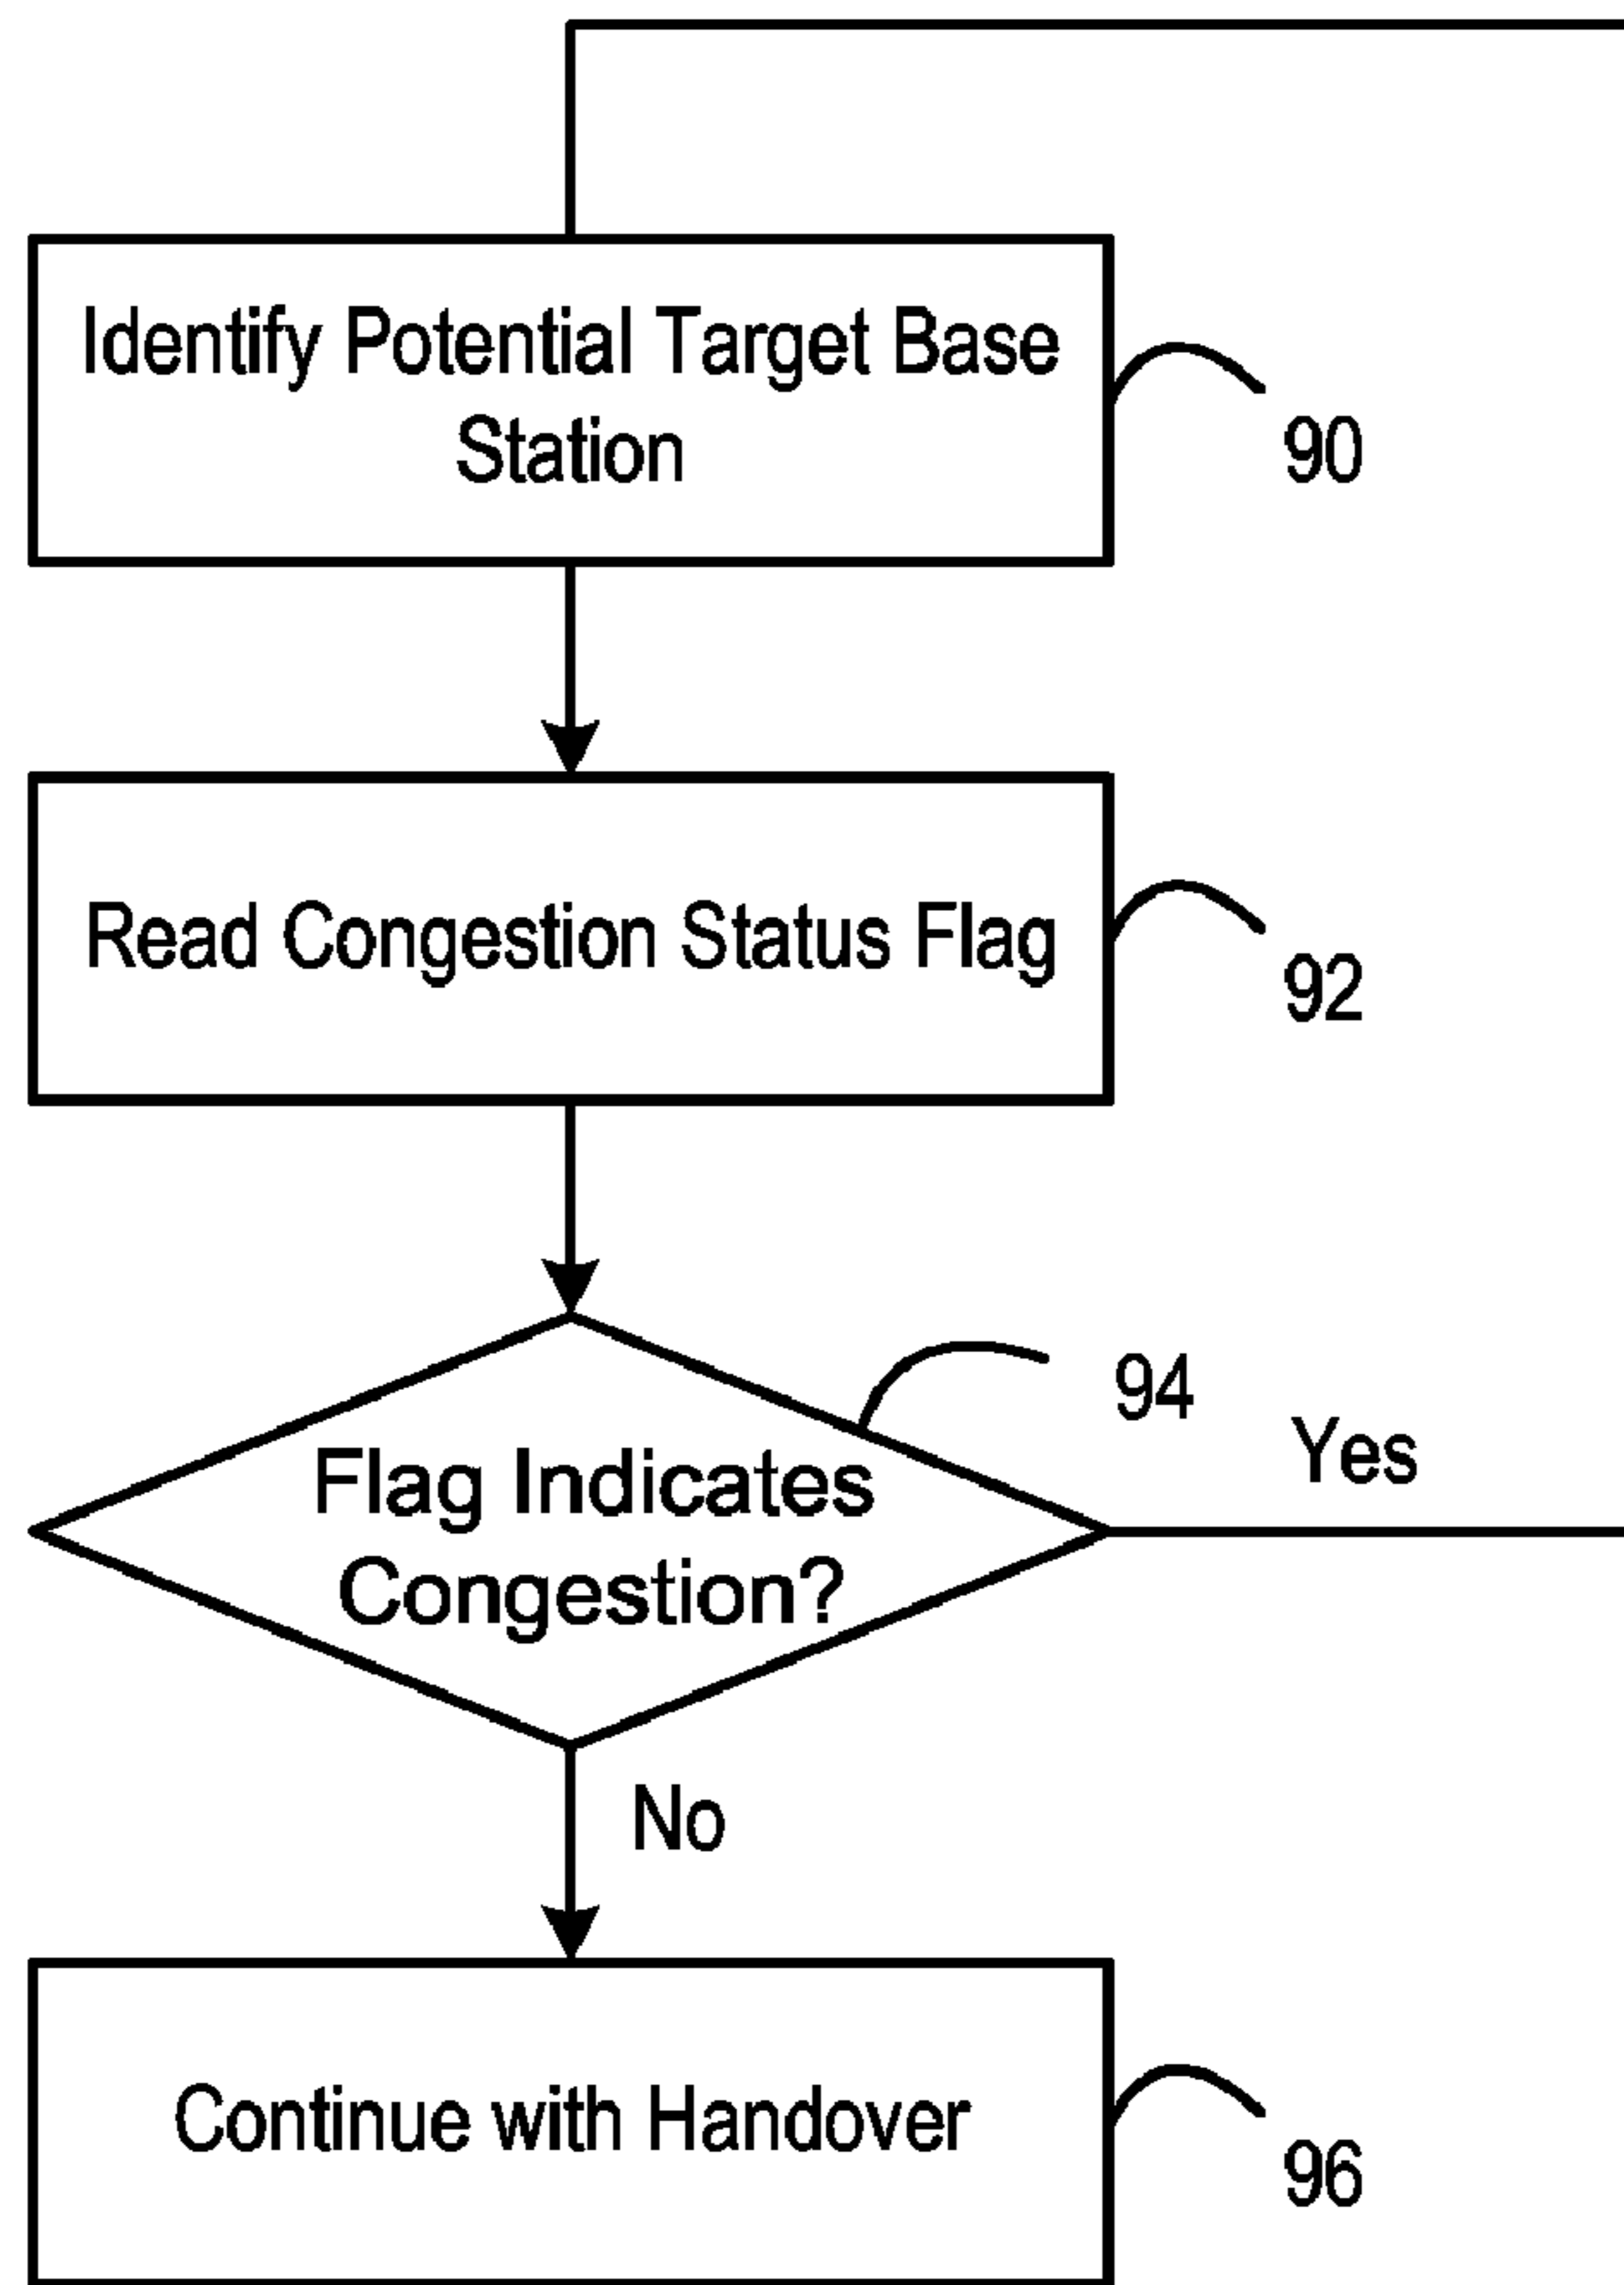 Identify Potential Target Base
Station
90
Read Congestion Status Flag
92
94
Flag Indicates
Congestion?
Yes
No
Continue with Handover
96